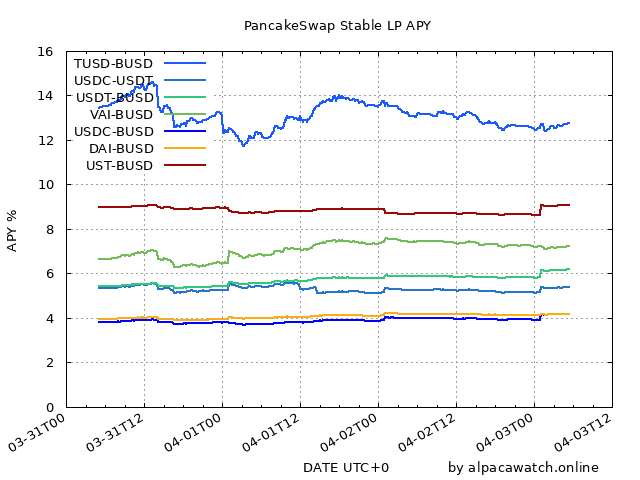 PancakeSwap Stable LP APY
16
14
12
10
8
6
4
2
0
APY %
TUSD-BUSD
USDC-USDT
USDT-BUSD
VAI-BUSD
USDC-BUSD
DAI-BUSD
UST-BUSD
03-31T00
03-31T12
04-01T00
04-01T12
04-02T00
04-02T12
04-03T00
04-03T12
DATE UTC+0
by alpacawatch.online